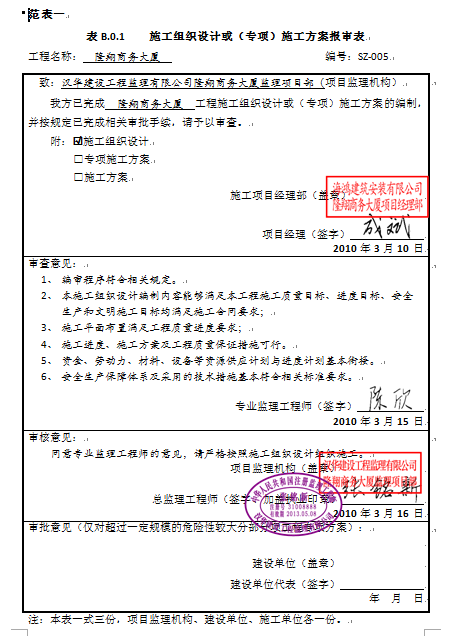 范表一
表 B.0.1 施工组织设计或（专项）施工方案报审表
工程名称： 隆翔商务大厦 编号：SZ-005
致：汉华建设工程监理有限公司隆翔商务大厦监理项目部（项目监理机构）
我方已完成 隆翔商务大厦 工程施工组织设计或（专项）施工方案的编制，
并按规定已完成相关审批手续，请予以审查。
附：☑施工组织设计
□专项施工方案
□施工方案
施工项目经理部（盖章）
海鸿建筑安装有限公司
隆翔商务大厦项目经理部
项目经理（签字） 成斌
2010 年 3 月 10 日
审查意见：
1、 编审程序符合相关规定。
2、 本施工组织设计编制内容能够满足本工程施工质量目标、进度目标、安全
生产和文明施工目标均满足施工合同要求；
3、 施工平面布置满足工程质量进度要求；
4、 施工进度、施工方案及工程质量保证措施可行。
5、 资金、劳动力、材料、设备等资源供应计划与进度计划基本衔接。
6、 安全生产保障体系及采用的技术措施基本符合相关标准要求。
专业监理工程师（签字） 陈欣
2010 年 3 月 15 日
审核意见：
同意专业监理工程师的意见，请严格按照施工组织设计组织施工。
项目监理机构（盖章）
汉华建设工程监理有限公司
隆翔商务大厦监理项目部
总监理工程师（签字、加盖执业印章）
中华人民共和国注册监理工程师
注册号 31008888
有效期 2013.05.08
2010 年 3 月 16 日
审批意见（仅对超过一定规模的危险性较大分部分项工程专项方案）：
建设单位（盖章）
建设单位代表（签字）
年 月 日
注：本表一式三份，项目监理机构、建设单位、施工单位各一份。